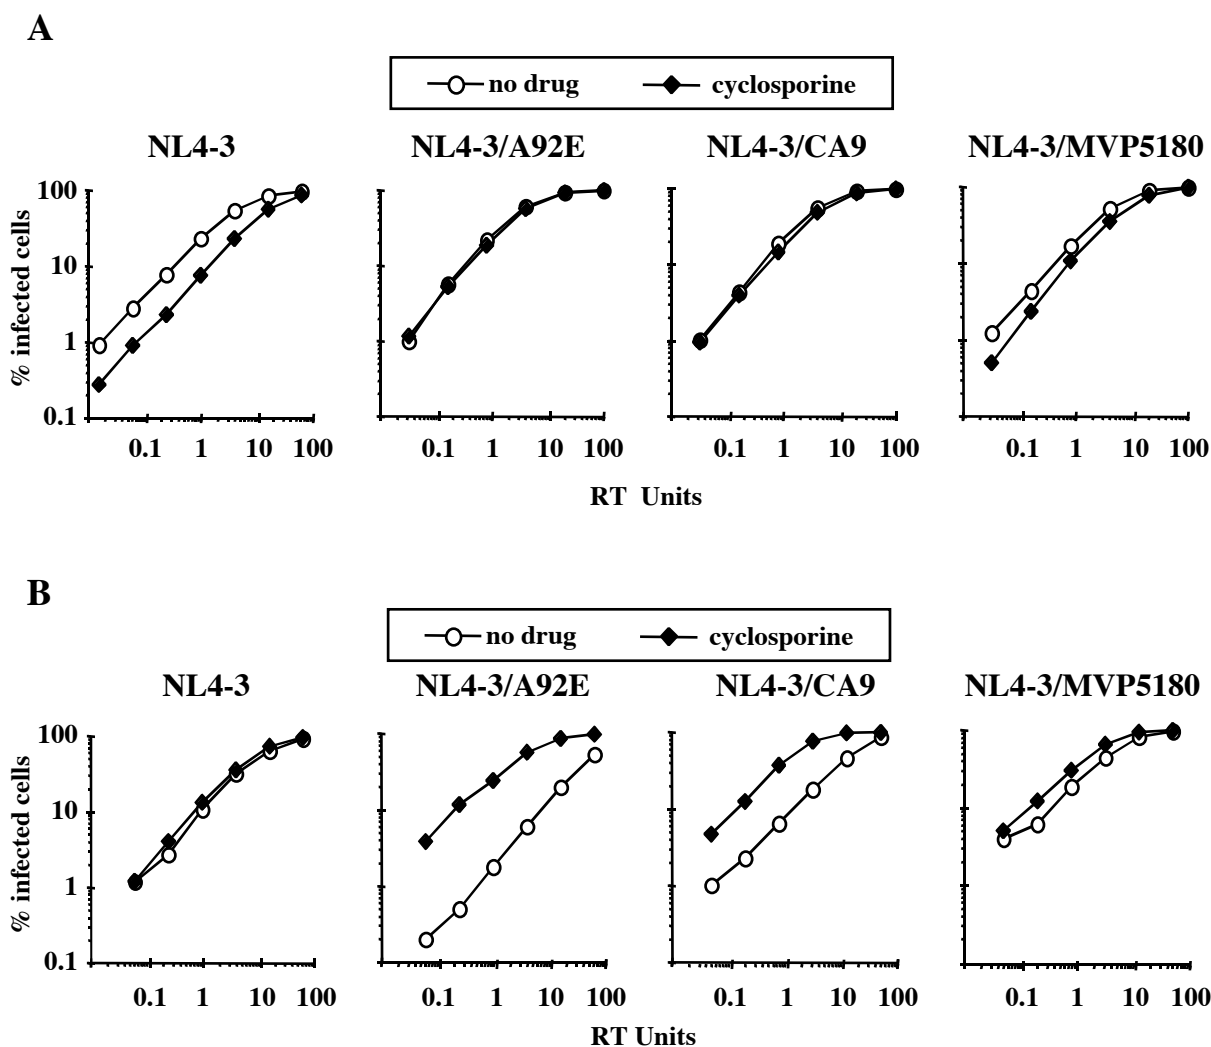 A
no drug cyclosporine
NL4-3 NL4-3/A92E NL4-3/CA9 NL4-3/MVP5180
% infected cells
100
10
1
0.1
0.1 1 10 100 0.1 1 10 100 0.1 1 10 100 0.1 1 10 100
RT Units
B
no drug cyclosporine
NL4-3 NL4-3/A92E NL4-3/CA9 NL4-3/MVP5180
% infected cells
100
10
1
0.1
0.1 1 10 100 0.1 1 10 100 0.1 1 10 100 0.1 1 10 100
RT Units